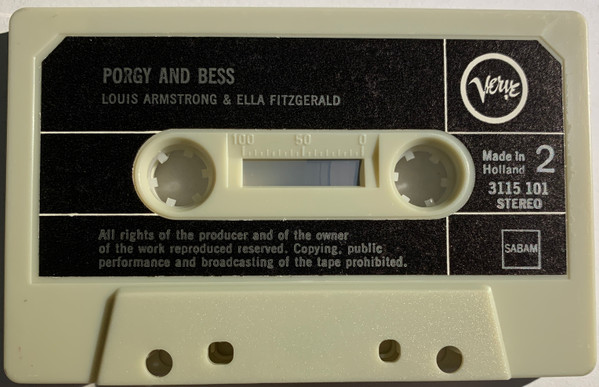 PORGY AND BESS
LOUIS ARMSTRONG & ELLA FITZGERALD
Verve
100 50 0
Made in
Holland 2
3115 101
STEREO
All rights of the producer and of the owner
of the work reproduced reserved. Copying, public
performance and broadcasting of the tape prohibited.
SABAM